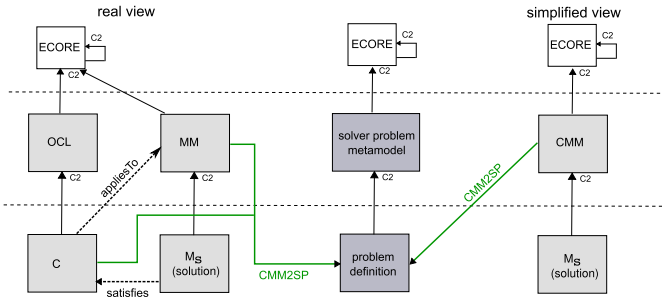 real view
simplified view
ECORE
C2
C2
C2
ECORE
C2
C2
ECORE
C2
C2
OCL
MM
solver problem
metamodel
CMM
C2
appliesTo
C2
C2
CMM2SP
C2
C
MS
(solution)
CMM2SP
problem
definition
MS
(solution)
satisfies